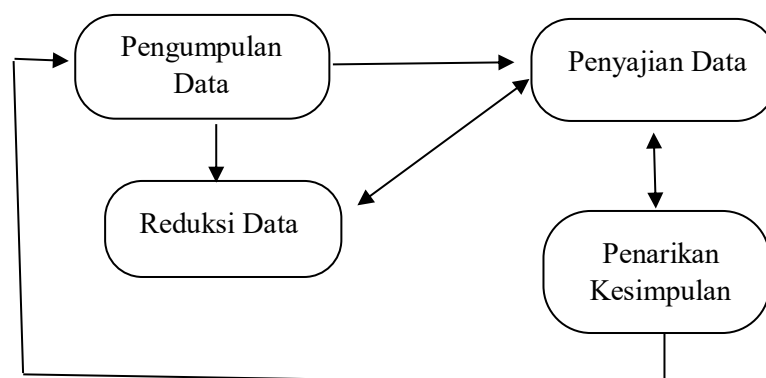 Pengumpulan
Data
Penyajian Data
Reduksi Data
Penarikan
Kesimpulan